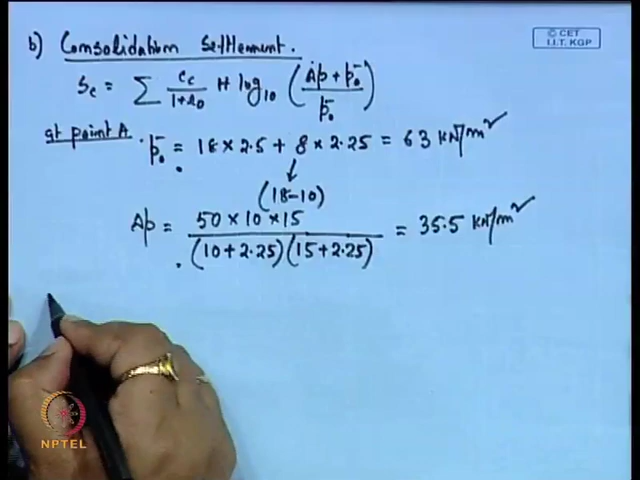 © CET
I.I.T. KGP
b) Consolidation Settlement.
Sc = ∑ Cc/(1+e0) H log10 ((Δp + p̄0)/p̄0)
at point A. p̄0 = 18 × 2.5 + 8 × 2.25 = 63 kN/m²
(18-10)
Δp = (50 × 10 × 15)/((10+2.25)(15+2.25)) = 35.5 kN/m²
NPTEL